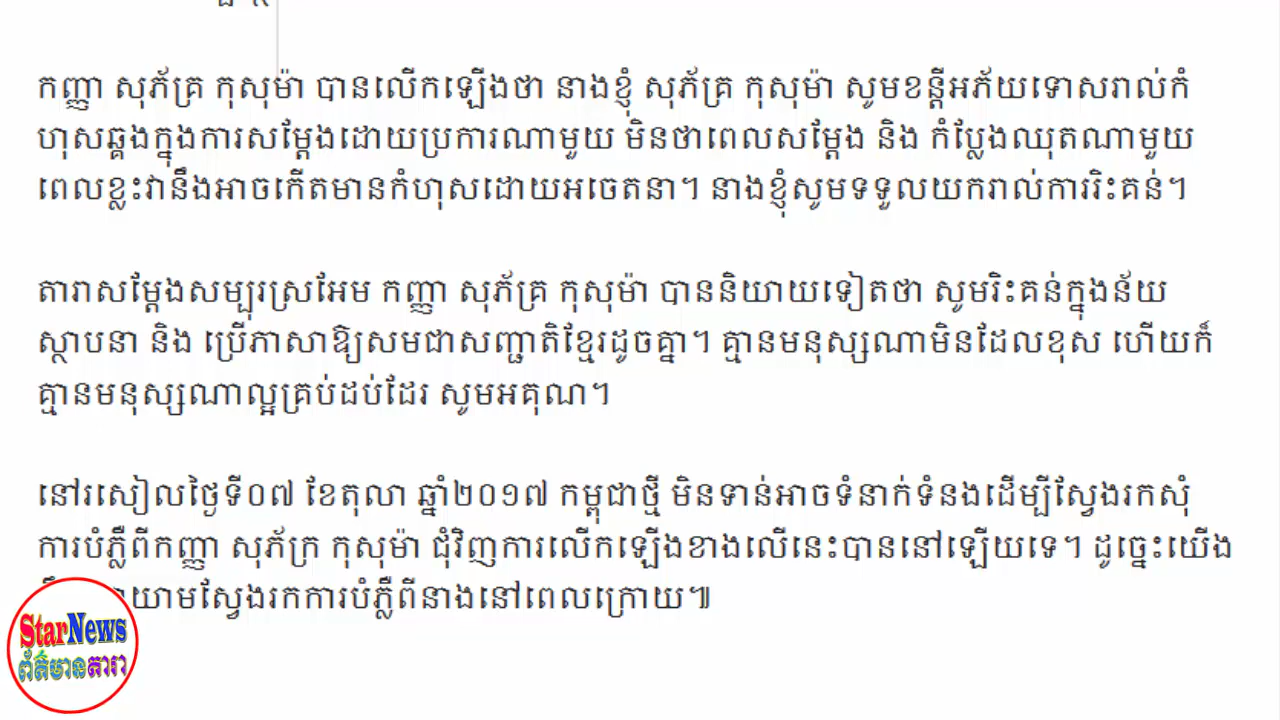 កញ្ញា សុភ័គ្រ កុសុម៉ា បានលើកឡើងថា នាងខ្ញុំ សុភ័គ្រ កុសុម៉ា សូមខន្តីអភ័យទោសរាល់កំ
ហុសឆ្គងក្នុងការសម្តែងដោយប្រការណាមួយ មិនថាពេលសម្តែង និង កំប្លែងឈុតណាមួយ
ពេលខ្លះវានឹងអាចកើតមានកំហុសដោយអចេតនា។ នាងខ្ញុំសូមទទួលយករាល់ការរិះគន់។
តារាសម្តែងសម្បុរស្រអែម កញ្ញា សុភ័គ្រ កុសុម៉ា បាននិយាយទៀតថា សូមរិះគន់ក្នុងន័យ
ស្ថាបនា និង ប្រើភាសាឱ្យសមជាសញ្ជាតិខ្មែរដូចគ្នា។ គ្មានមនុស្សណាមិនដែលខុស ហើយក៏
គ្មានមនុស្សណាល្អគ្រប់ដប់ដែរ សូមអគុណ។
នៅរសៀលថ្ងៃទី០៧ ខែតុលា ឆ្នាំ២០១៧ កម្ពុជាថ្មី មិនទាន់អាចទំនាក់ទំនងដើម្បីស្វែងរកសុំ
ការបំភ្លឺពីកញ្ញា សុភ័ក្រ កុសុម៉ា ជុំវិញការលើកឡើងខាងលើនេះបាននៅឡើយទេ។ ដូច្នេះយើង
ស្វែងរកការបំភ្លឺពីនាងនៅពេលក្រោយ៕
StarNews
ព័ត៌មានតារា